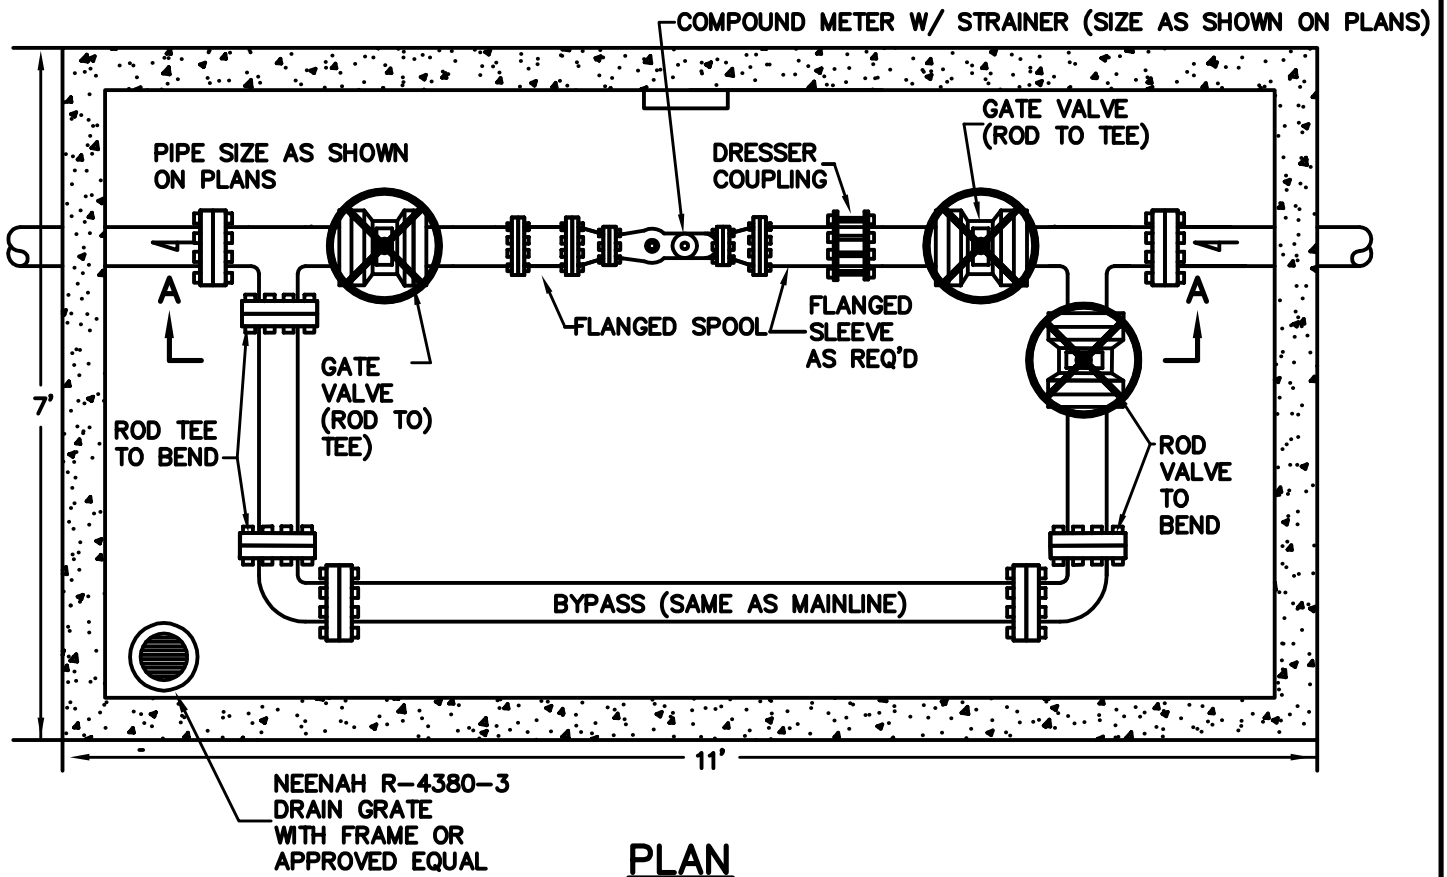 COMPOUND METER W/ STRAINER (SIZE AS SHOWN ON PLANS)
GATE VALVE
(ROD TO TEE)
PIPE SIZE AS SHOWN
ON PLANS
DRESSER
COUPLING
A
A
FLANGED SPOOL
FLANGED
SLEEVE
AS REQ'D
GATE
VALVE
(ROD TO)
TEE)
7'
ROD TEE
TO BEND
ROD
VALVE
TO
BEND
BYPASS (SAME AS MAINLINE)
11'
NEENAH R-4380-3
DRAIN GRATE
WITH FRAME OR
APPROVED EQUAL
PLAN